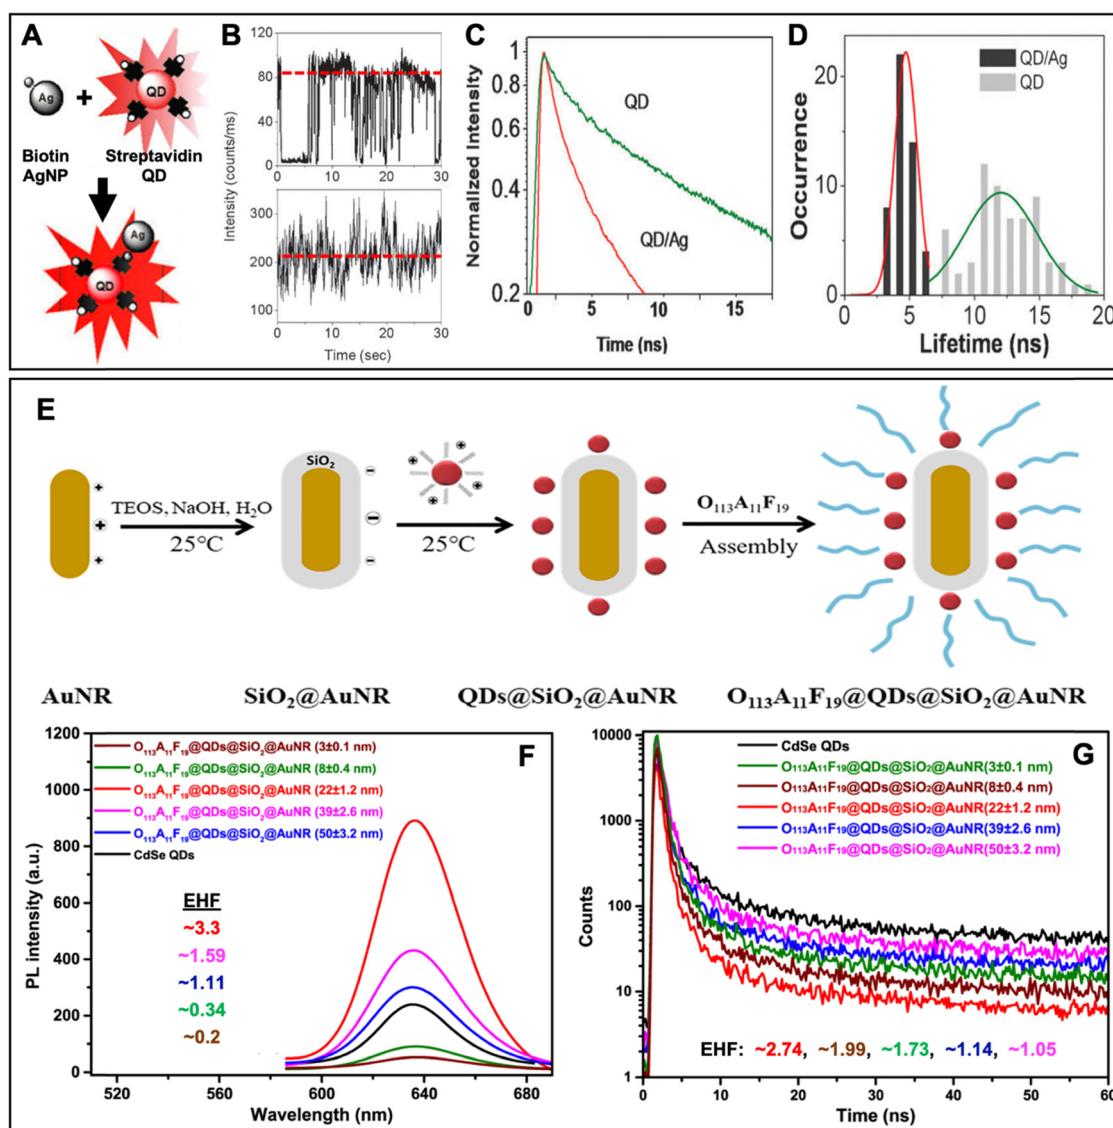 A
Ag
+
QD
Biotin
AgNP
Streptavidin
QD
Ag
QD
B
Intensity (counts/ms)
120
80
40
0
0 10 20 30
300
200
100
0 10 20 30
Time (sec)
C
Normalized Intensity
1
0.8
0.6
0.4
0.2
QD
QD/Ag
5 10 15
Time (ns)
D
Occurrence
20
10
0
QD/Ag
QD
0 5 10 15 20
Lifetime (ns)
E
+
+
+
TEOS, NaOH, H₂O
25°C
SiO₂
−
−
−
+
+
+
+
25°C
O₁₁₃A₁₁F₁₉
Assembly
AuNR
SiO₂@AuNR
QDs@SiO₂@AuNR
O₁₁₃A₁₁F₁₉@QDs@SiO₂@AuNR
F
PL intensity (a.u.)
1200
1000
800
600
400
200
0
O₁₁₃A₁₁F₁₉@QDs@SiO₂@AuNR (3±0.1 nm)
O₁₁₃A₁₁F₁₉@QDs@SiO₂@AuNR (8±0.4 nm)
O₁₁₃A₁₁F₁₉@QDs@SiO₂@AuNR (22±1.2 nm)
O₁₁₃A₁₁F₁₉@QDs@SiO₂@AuNR (39±2.6 nm)
O₁₁₃A₁₁F₁₉@QDs@SiO₂@AuNR (50±3.2 nm)
CdSe QDs
EHF
~3.3
~1.59
~1.11
~0.34
~0.2
520 560 600 640 680
Wavelength (nm)
G
Counts
10000
1000
100
10
1
CdSe QDs
O₁₁₃A₁₁F₁₉@QDs@SiO₂@AuNR(3±0.1 nm)
O₁₁₃A₁₁F₁₉@QDs@SiO₂@AuNR(8±0.4 nm)
O₁₁₃A₁₁F₁₉@QDs@SiO₂@AuNR(22±1.2 nm)
O₁₁₃A₁₁F₁₉@QDs@SiO₂@AuNR(39±2.6 nm)
O₁₁₃A₁₁F₁₉@QDs@SiO₂@AuNR(50±3.2 nm)
EHF: ~2.74, ~1.99, ~1.73, ~1.14, ~1.05
0 10 20 30 40 50 60
Time (ns)